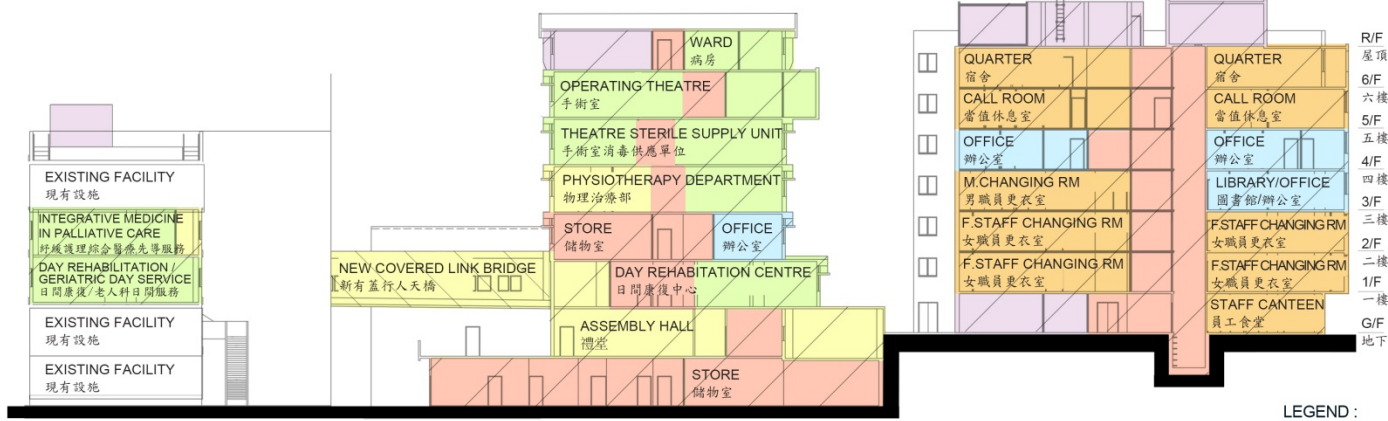 EXISTING FACILITY
現有設施
INTEGRATIVE MEDICINE
IN PALLIATIVE CARE
紓緩護理綜合醫療先導服務
DAY REHABILITATION /
GERIATRIC DAY SERVICE
日間康復/老人科日間服務
EXISTING FACILITY
現有設施
EXISTING FACILITY
現有設施
NEW COVERED LINK BRIDGE
新有蓋行人天橋
WARD
病房
OPERATING THEATRE
手術室
THEATRE STERILE SUPPLY UNIT
手術室消毒供應單位
PHYSIOTHERAPY DEPARTMENT
物理治療部
STORE
儲物室
OFFICE
辦公室
DAY REHABITATION CENTRE
日間康復中心
ASSEMBLY HALL
禮堂
STORE
儲物室
QUARTER
宿舍
CALL ROOM
當值休息室
OFFICE
辦公室
M.CHANGING RM
男職員更衣室
F.STAFF CHANGING RM
女職員更衣室
F.STAFF CHANGING RM
女職員更衣室
QUARTER
宿舍
CALL ROOM
當值休息室
OFFICE
辦公室
LIBRARY/OFFICE
圖書館/辦公室
F.STAFF CHANGING RM
女職員更衣室
F.STAFF CHANGING RM
女職員更衣室
STAFF CANTEEN
員工食堂
R/F
屋頂
6/F
六樓
5/F
五樓
4/F
四樓
3/F
三樓
2/F
二樓
1/F
一樓
G/F
地下
LEGEND :